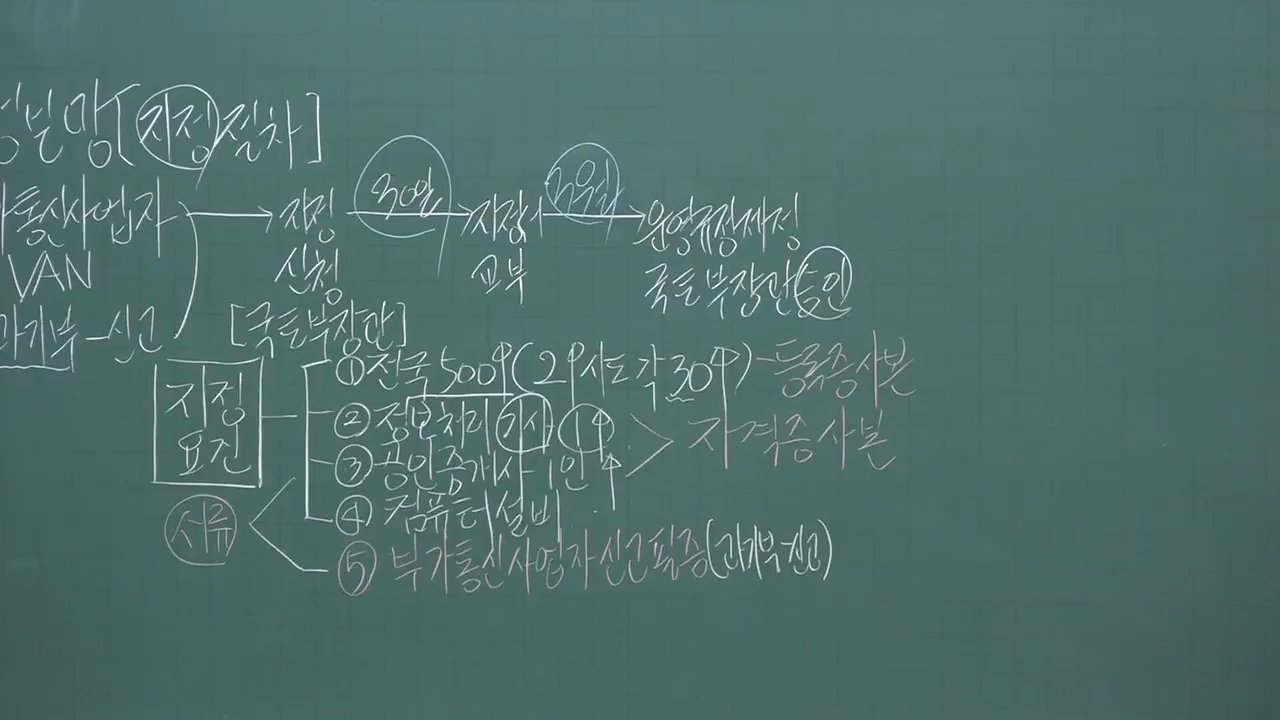 정보망[지정절차]
통신사업자 → 지정 30일 → 지정서 3개월 → 운영규정제정
VAN 신청 교부 국토부장관승인
과기부-신고 [국토부장관]
지정요건
① 전국500↑(2↑시도 각30↑)-등록증사본
② 정보처리기사 1↑
③ 공인중개사 1인↑ > 자격증사본
④ 컴퓨터설비
서류
⑤ 부가통신사업자신고필증(과기부-신고)